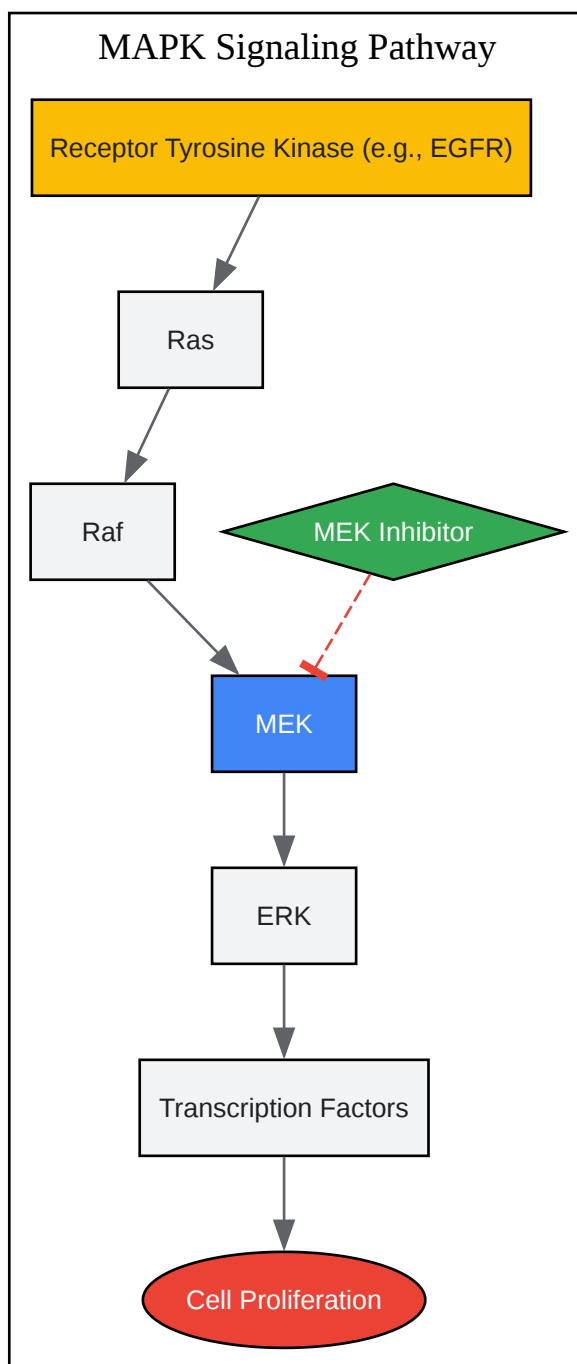 MAPK Signaling Pathway
Receptor Tyrosine Kinase (e.g., EGFR)
Ras
Raf
MEK Inhibitor
MEK
ERK
Transcription Factors
Cell Proliferation